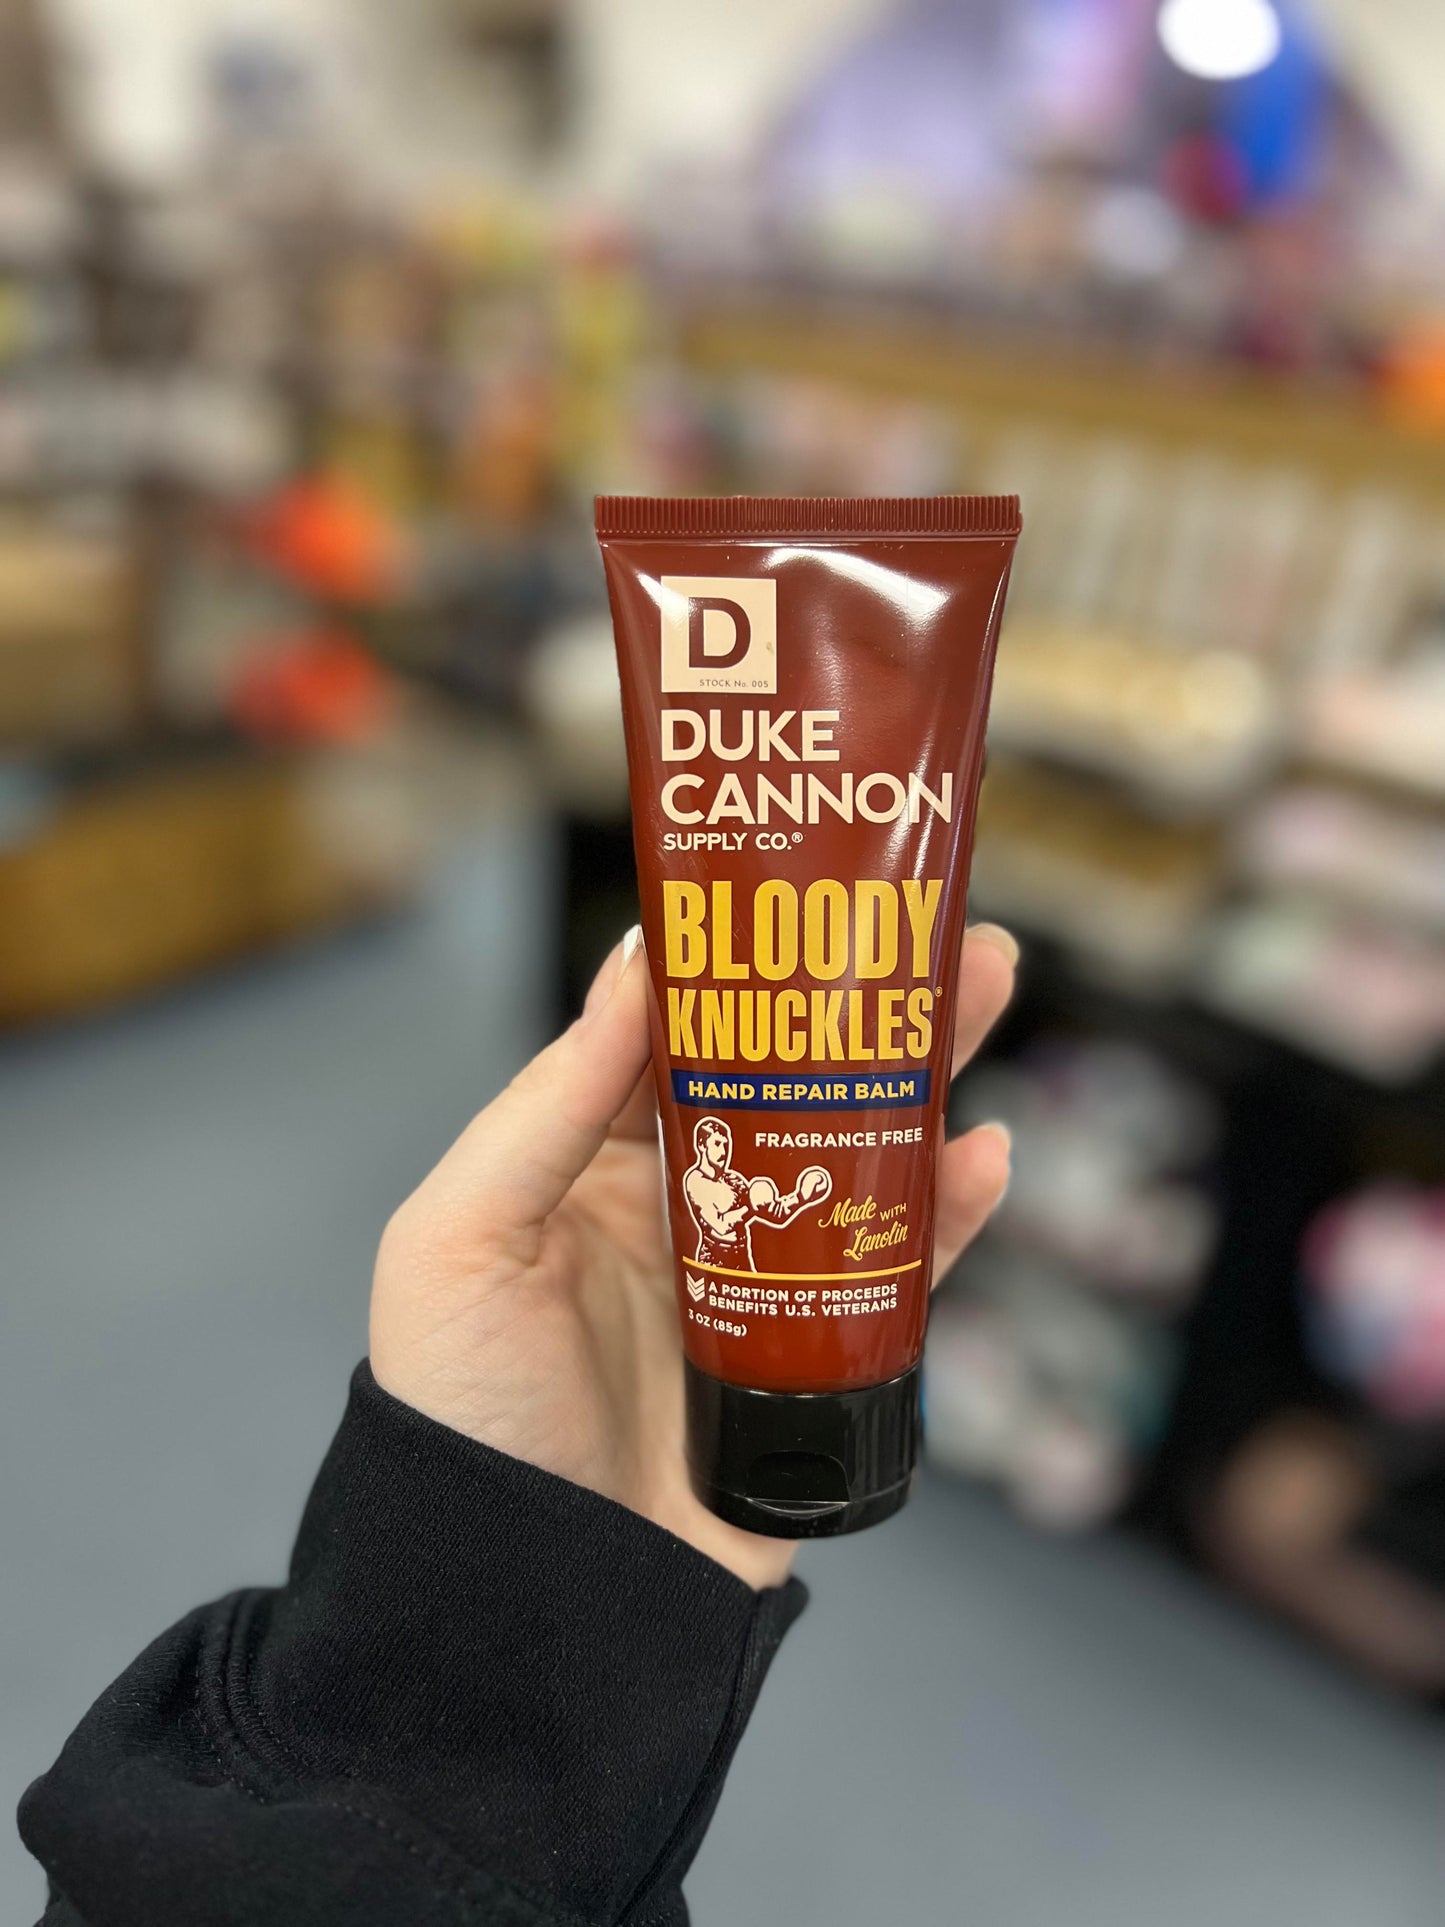 D
STOCK No. 005
DUKE
CANNON
SUPPLY CO.®
BLOODY
KNUCKLES®
HAND REPAIR BALM
FRAGRANCE FREE
Made WITH
Lanolin
A PORTION OF PROCEEDS
BENEFITS U.S. VETERANS
3 OZ (85g)